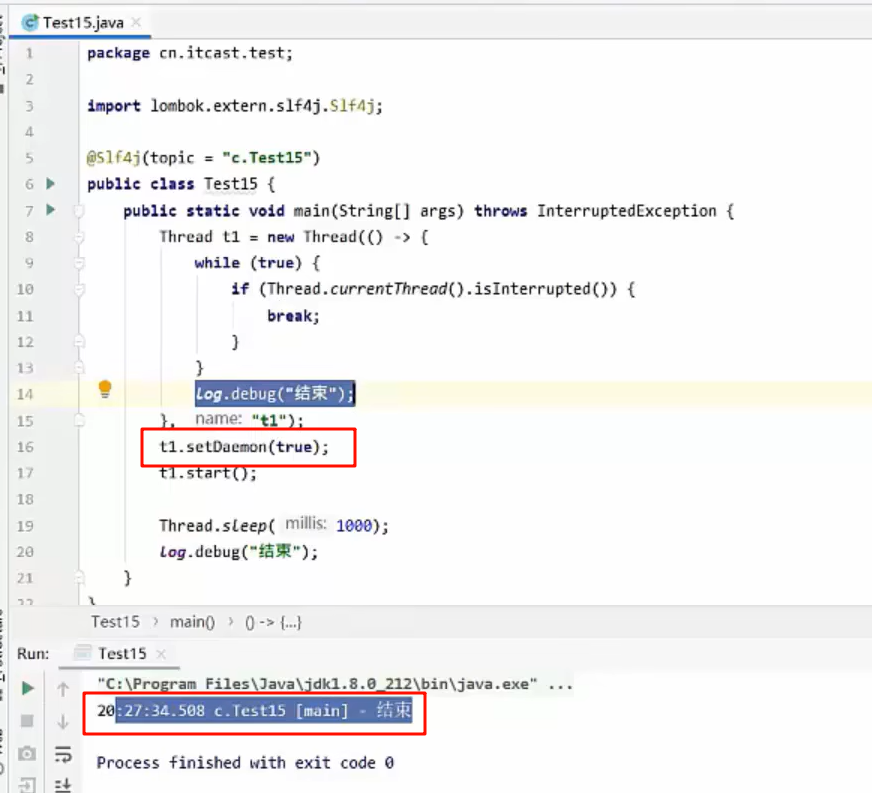 Test15.java
1 package cn.itcast.test;
2
3 import lombok.extern.slf4j.Slf4j;
4
5 @Slf4j(topic = "c.Test15")
6 public class Test15 {
7 public static void main(String[] args) throws InterruptedException {
8 Thread t1 = new Thread(() -> {
9 while (true) {
10 if (Thread.currentThread().isInterrupted()) {
11 break;
12 }
13 }
14 log.debug("结束");
15 }, name: "t1");
16 t1.setDaemon(true);
17 t1.start();
18
19 Thread.sleep( millis: 1000);
20 log.debug("结束");
21 }
22 }
Test15 › main() › () -> {...}
Run: Test15
"C:\Program Files\Java\jdk1.8.0_212\bin\java.exe" ...
20:27:34.508 c.Test15 [main] - 结束
Process finished with exit code 0